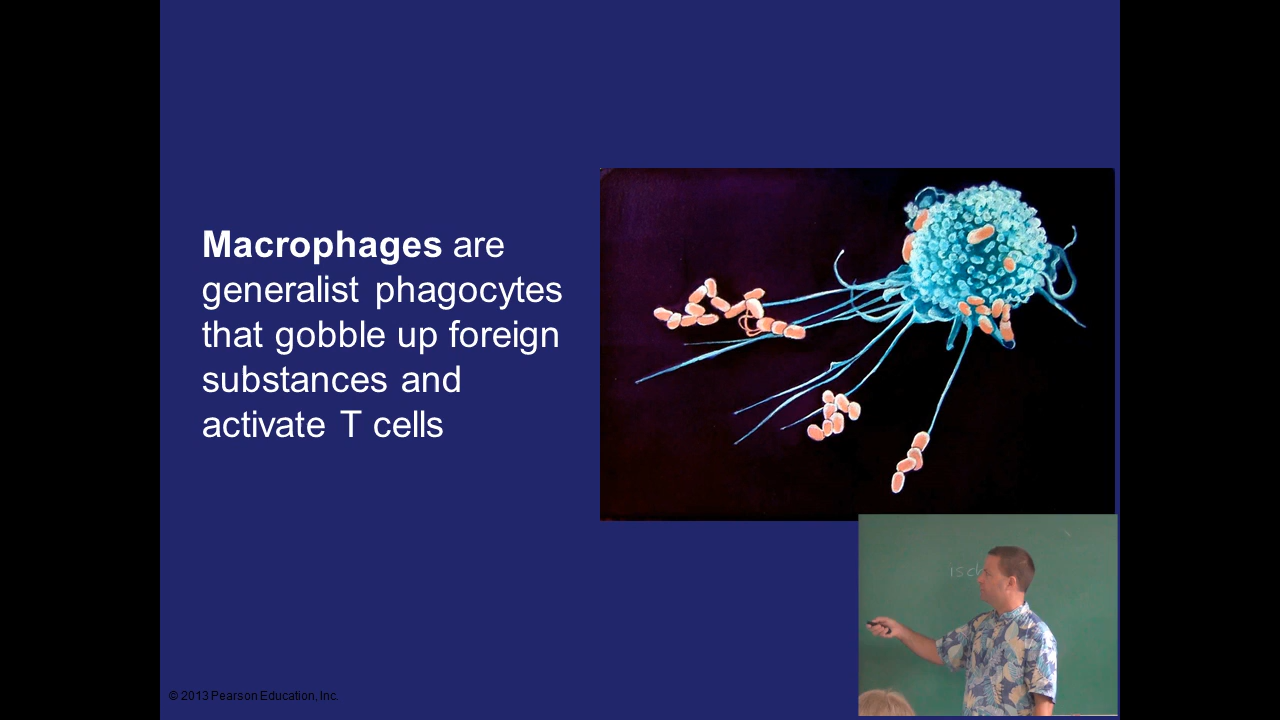 Macrophages are
generalist phagocytes
that gobble up foreign
substances and
activate T cells
© 2013 Pearson Education, Inc.